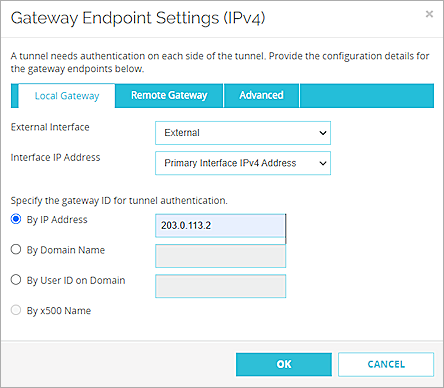 Gateway Endpoint Settings (IPv4)
×
A tunnel needs authentication on each side of the tunnel. Provide the configuration details for
the gateway endpoints below.
Local Gateway Remote Gateway Advanced
External Interface External
Interface IP Address Primary Interface IPv4 Address
Specify the gateway ID for tunnel authentication.
By IP Address 203.0.113.2
By Domain Name
By User ID on Domain
By x500 Name
OK CANCEL